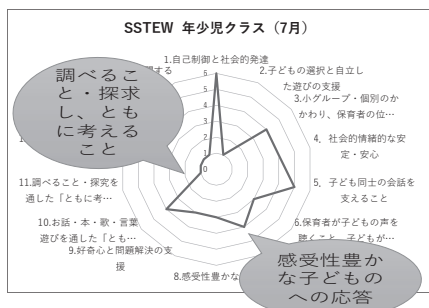 SSTEW 年少児クラス（7月）
1.自己制御と社会的発達
2.子どもの選択と自立し
た遊びの支援
3.小グループ・個別のか
かわり、保育者の位…
4．社会的情緒的な安
定・安心
5．子ども同士の会話を
支えること
6.保育者が子どもの声を
聴くこと、子どもが…
8.感受性豊かな
9.好奇心と問題解決の支
援
10.お話・本・歌・言葉
遊びを通した「とも…
11.調べること・探究を
通した「ともに考…
する
6
5
4
3
2
1
0
調べるこ
と・探求
し、とも
に考える
こと
感受性豊か
な子どもの
への応答